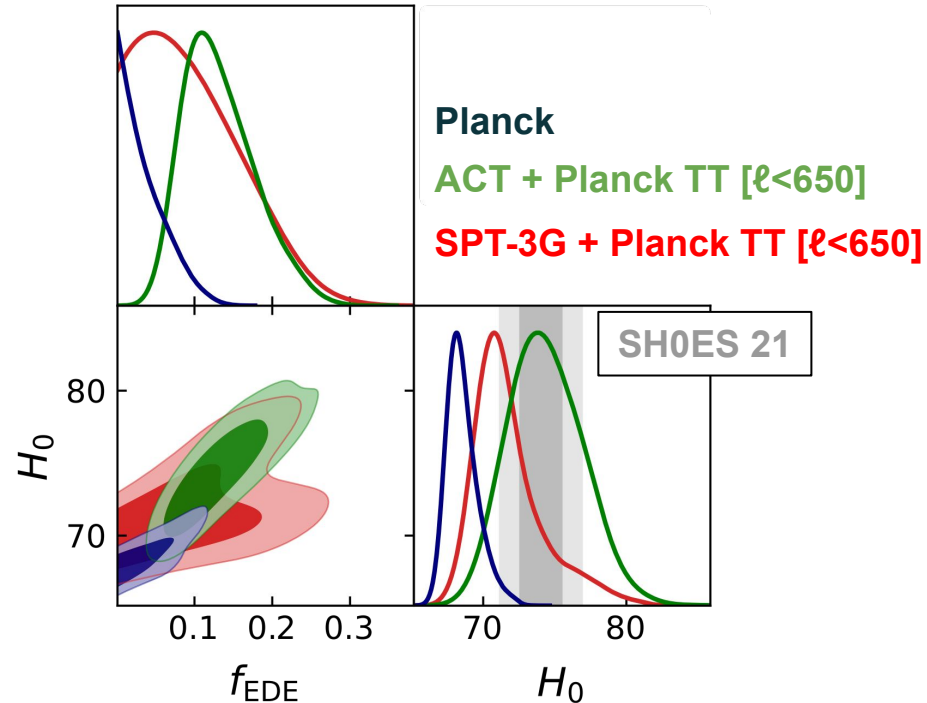 Planck
ACT + Planck TT [ℓ<650]
SPT-3G + Planck TT [ℓ<650]
SH0ES 21
80
70
H₀
0.1 0.2 0.3
f_EDE
70 80
H₀